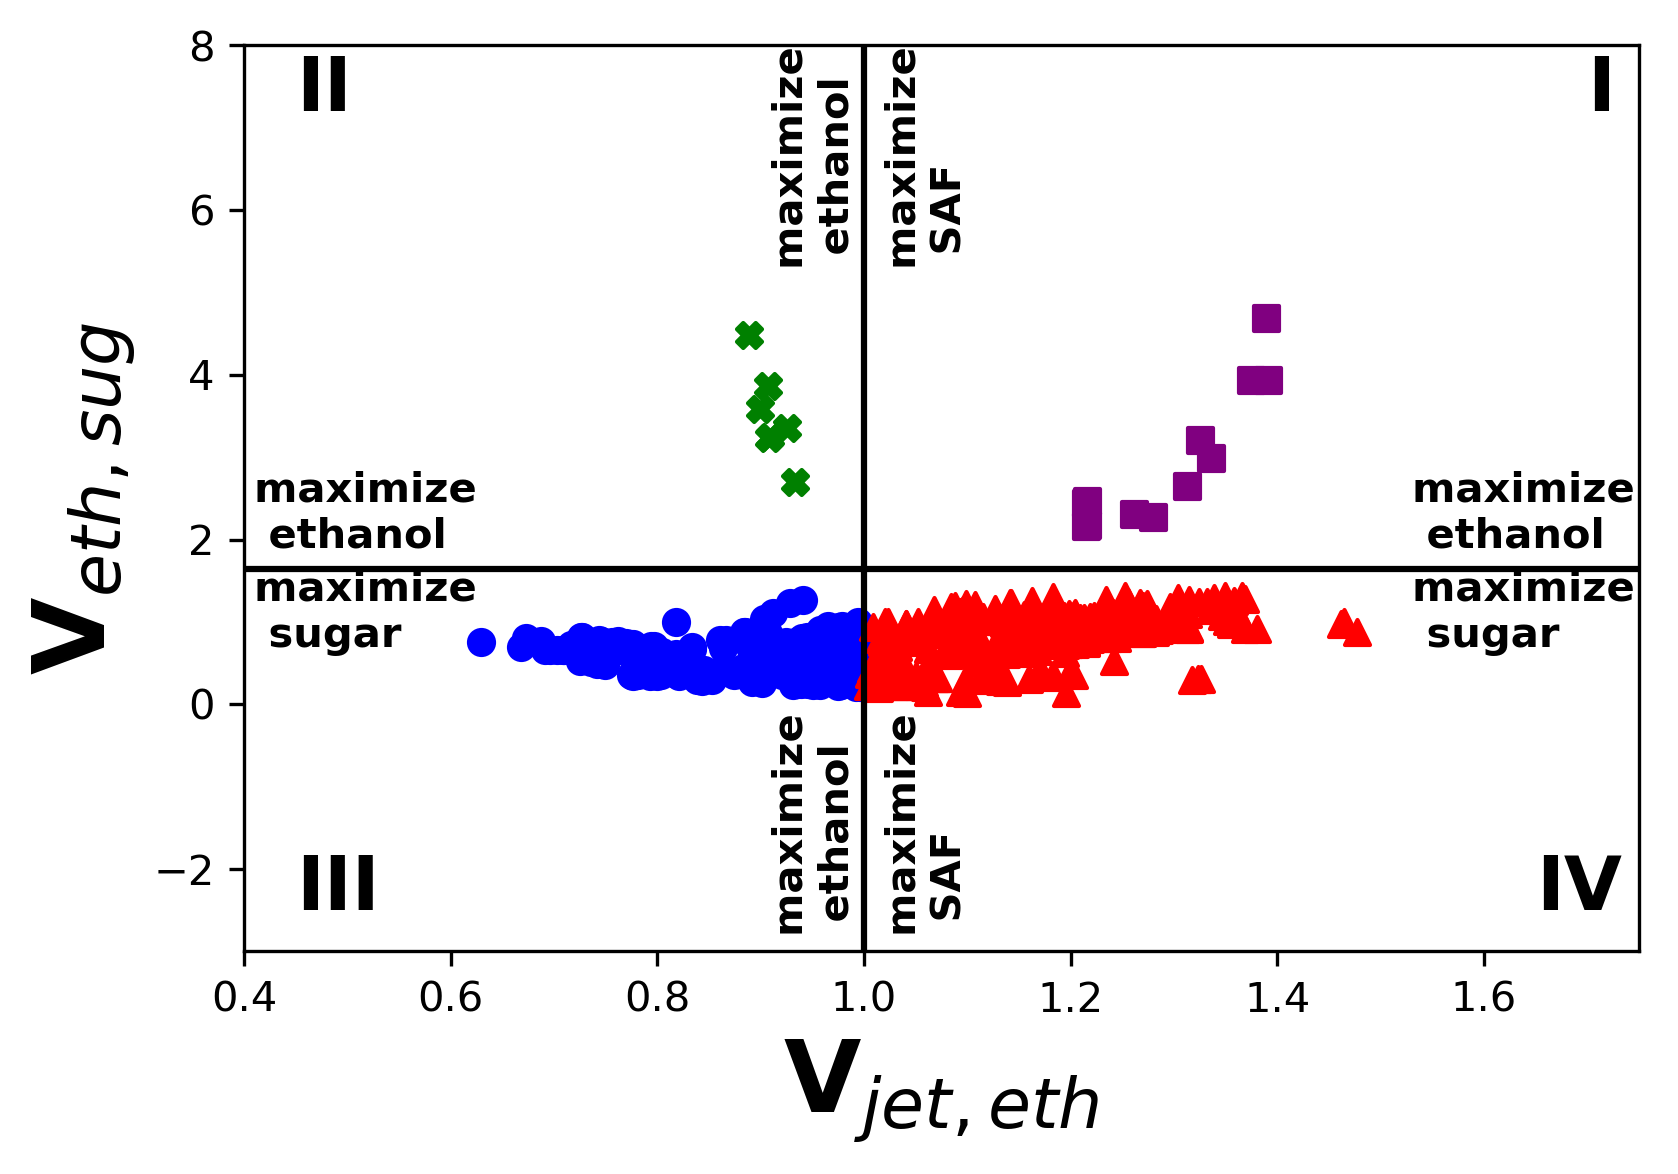 8
6
4
2
0
−2
V eth, sug
II
I
maximize
ethanol
maximize
SAF
maximize
ethanol
maximize
ethanol
maximize
sugar
maximize
sugar
maximize
ethanol
maximize
SAF
III
IV
0.4 0.6 0.8 1.0 1.2 1.4 1.6
V jet, eth